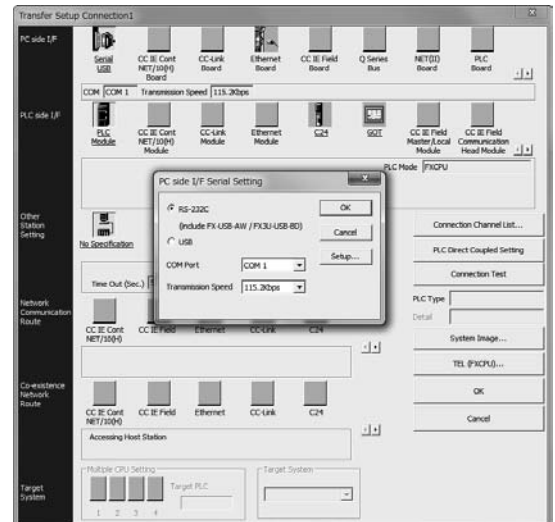 Transfer Setup Connection1
PC side I/F
Serial USB
CC IE Cont NET/10(H) Board
CC-Link Board
Ethernet Board
CC IE Field Board
Q Series Bus
NET(II) Board
PLC Board
COM COM 1 Transmission Speed 115.2Kbps
PLC side I/F
PLC Module
CC IE Cont NET/10(H) Module
CC-Link Module
Ethernet Module
C24
GOT
CC IE Field Master/Local Module
CC IE Field Communication Head Module
PLC Mode FXCPU
PC side I/F Serial Setting
RS-232C
(include FX-USB-AW / FX3U-USB-BD)
USB
COM Port COM 1
Transmission Speed 115.2Kbps
OK
Cancel
Setup...
Other Station Setting
No Specification
Time Out (Sec.)
Connection Channel List...
PLC Direct Coupled Setting
Connection Test
PLC Type
Detail
System Image...
TEL (FXCPU)...
OK
Cancel
Network Communication Route
CC IE Cont NET/10(H)
CC IE Field
Ethernet
CC-Link
C24
Co-existence Network Route
CC IE Cont NET/10(H)
CC IE Field
Ethernet
CC-Link
C24
Accessing Host Station
Target System
Multiple CPU Setting
1 2 3 4
Target PLC
Target System